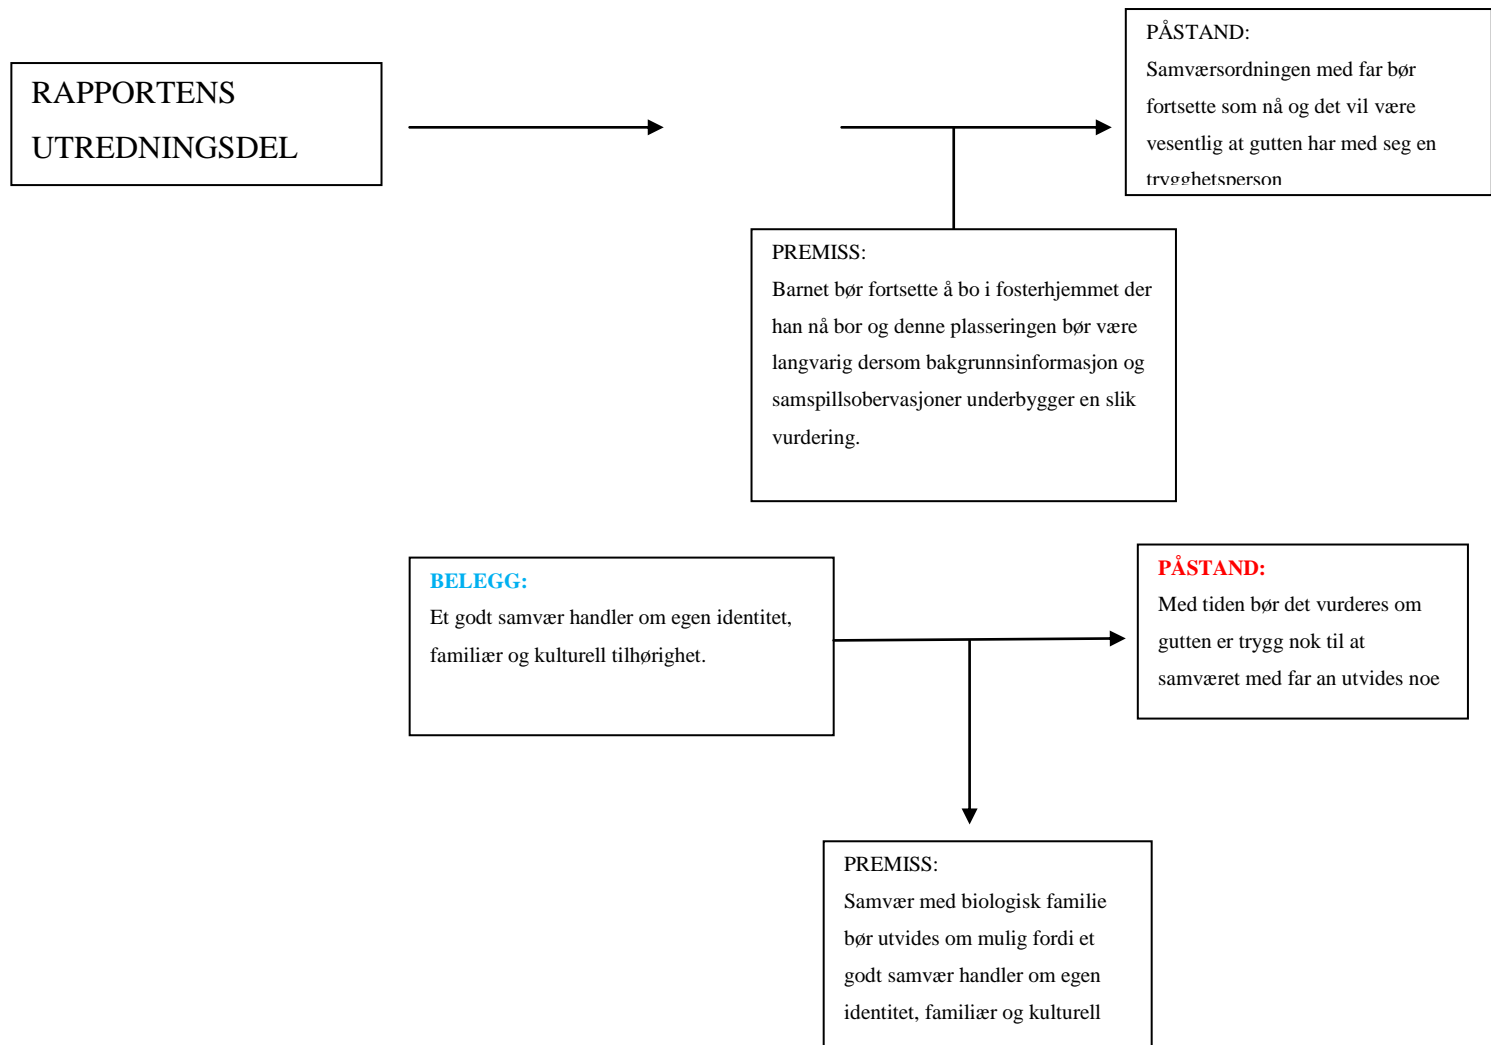 RAPPORTENS
UTREDNINGSDEL
PÅSTAND:
Samværsordningen med far bør
fortsette som nå og det vil være
vesentlig at gutten har med seg en
trygghetsperson
PREMISS:
Barnet bør fortsette å bo i fosterhjemmet der
han nå bor og denne plasseringen bør være
langvarig dersom bakgrunnsinformasjon og
samspillsobervasjoner underbygger en slik
vurdering.
BELEGG:
Et godt samvær handler om egen identitet,
familiær og kulturell tilhørighet.
PÅSTAND:
Med tiden bør det vurderes om
gutten er trygg nok til at
samværet med far an utvides noe
PREMISS:
Samvær med biologisk familie
bør utvides om mulig fordi et
godt samvær handler om egen
identitet, familiær og kulturell